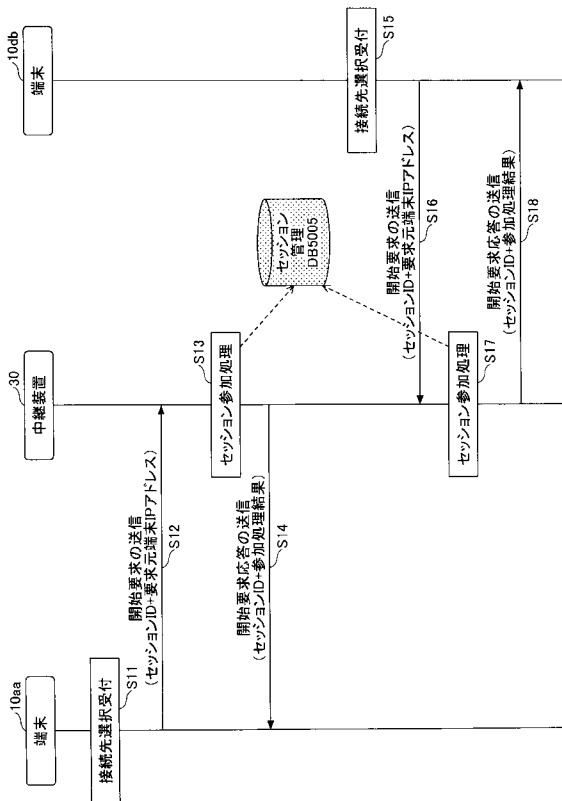 10aa
端末
30
中継装置
10db
端末
接続先選択受付
S11
開始要求の送信
(セッションID+要求元端末IPアドレス)
S12
セッション参加処理
S13
セッション
管理
DB5005
開始要求応答の送信
(セッションID+参加処理結果)
S14
接続先選択受付
S15
開始要求の送信
(セッションID+要求元端末IPアドレス)
S16
セッション参加処理
S17
開始要求応答の送信
(セッションID+参加処理結果)
S18